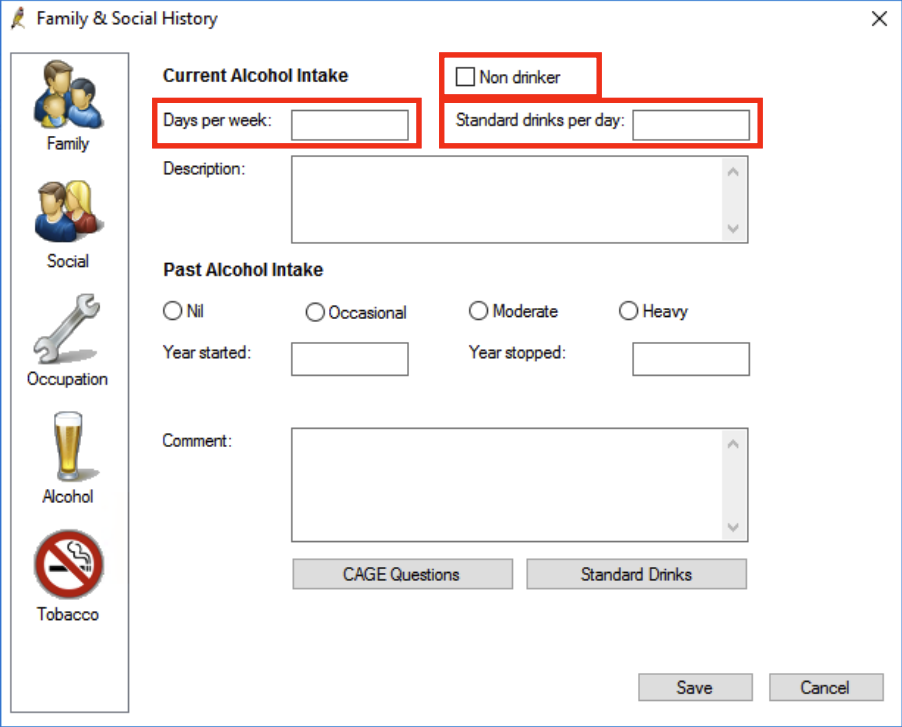 Family & Social History
Family
Social
Occupation
Alcohol
Tobacco
Current Alcohol Intake
Non drinker
Days per week:
Standard drinks per day:
Description:
Past Alcohol Intake
Nil
Occasional
Moderate
Heavy
Year started:
Year stopped:
Comment:
CAGE Questions
Standard Drinks
Save
Cancel